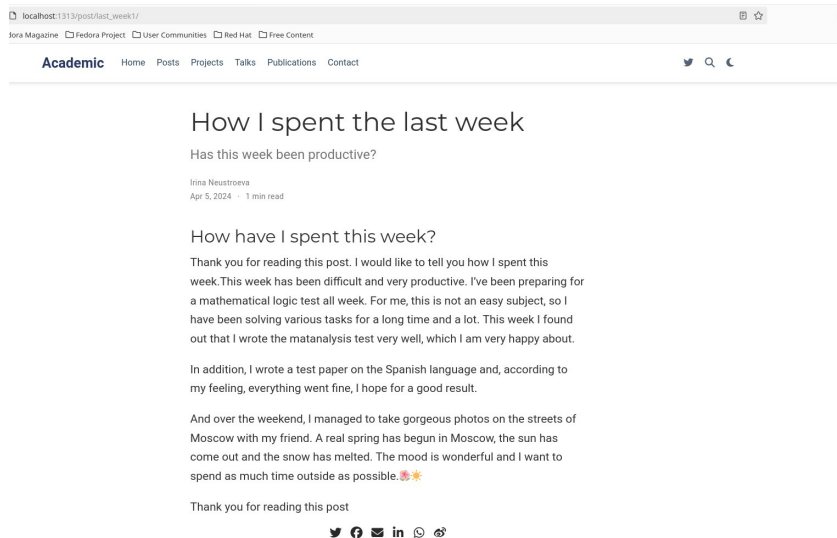 localhost:1313/post/last_week1/
dora Magazine Fedora Project User Communities Red Hat Free Content
Academic Home Posts Projects Talks Publications Contact
How I spent the last week
Has this week been productive?
Irina Neustroeva
Apr 5, 2024 · 1 min read
How have I spent this week?
Thank you for reading this post. I would like to tell you how I spent this
week.This week has been difficult and very productive. I've been preparing for
a mathematical logic test all week. For me, this is not an easy subject, so I
have been solving various tasks for a long time and a lot. This week I found
out that I wrote the matanalysis test very well, which I am very happy about.
In addition, I wrote a test paper on the Spanish language and, according to
my feeling, everything went fine, I hope for a good result.
And over the weekend, I managed to take gorgeous photos on the streets of
Moscow with my friend. A real spring has begun in Moscow, the sun has
come out and the snow has melted. The mood is wonderful and I want to
spend as much time outside as possible.🌺☀️
Thank you for reading this post